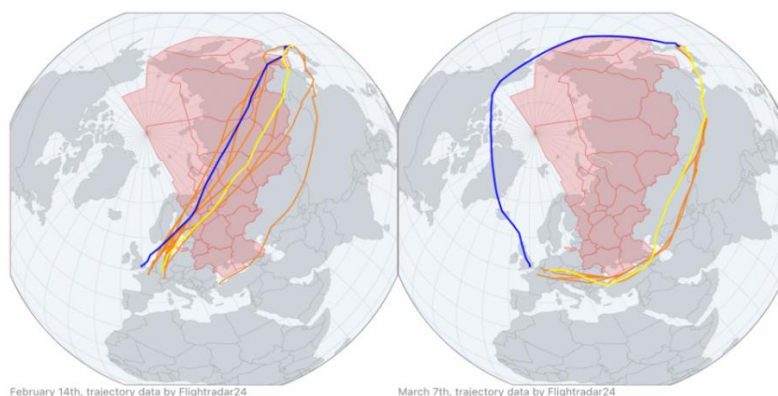 February 14th, trajectory data by Flightradar24
March 7th, trajectory data by Flightradar24